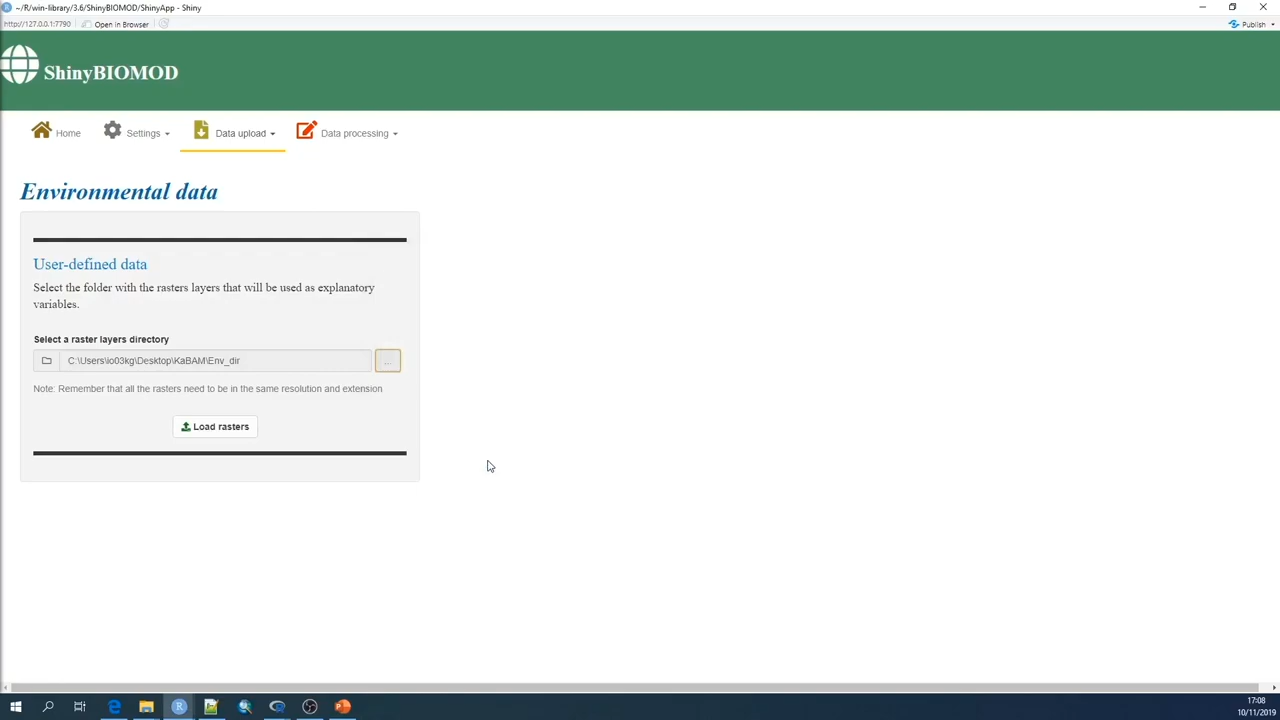 ~/R/win-library/3.6/ShinyBIOMOD/ShinyApp - Shiny
http://127.0.0.1:7790 Open in Browser Publish
ShinyBIOMOD
Home Settings Data upload Data processing
Environmental data
User-defined data
Select the folder with the rasters layers that will be used as explanatory
variables.
Select a raster layers directory
C:\Users\io03kg\Desktop\KaBAM\Env_dir ...
Note: Remember that all the rasters need to be in the same resolution and extension
Load rasters
17:08
10/11/2019